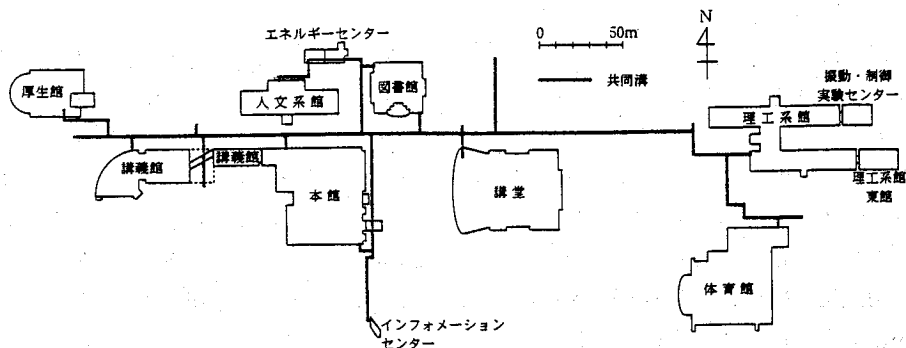 エネルギーセンター
0 50m
N
共同溝
厚生館
人文系館
図書館
振動・制御
実験センター
理工系館
講義館
講義館
本館
講堂
理工系館
東館
体育館
インフォメーション
センター